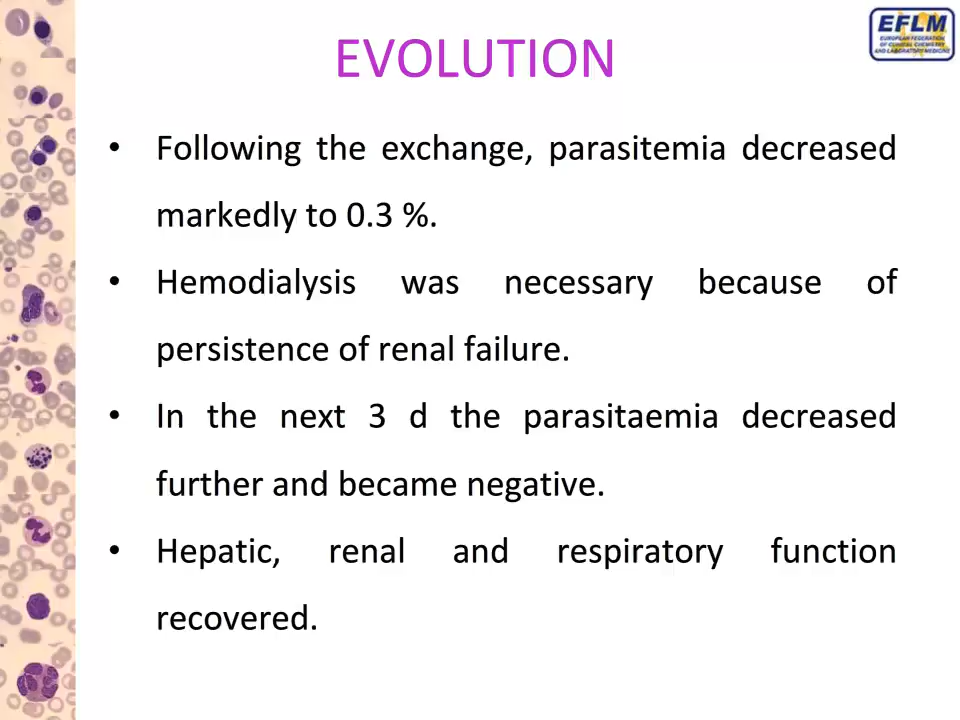 EVOLUTION
EFLM
EUROPEAN FEDERATION
OF CLINICAL CHEMISTRY
AND LABORATORY MEDICINE
• Following the exchange, parasitemia decreased
markedly to 0.3 %.
• Hemodialysis was necessary because of
persistence of renal failure.
• In the next 3 d the parasitaemia decreased
further and became negative.
• Hepatic, renal and respiratory function
recovered.